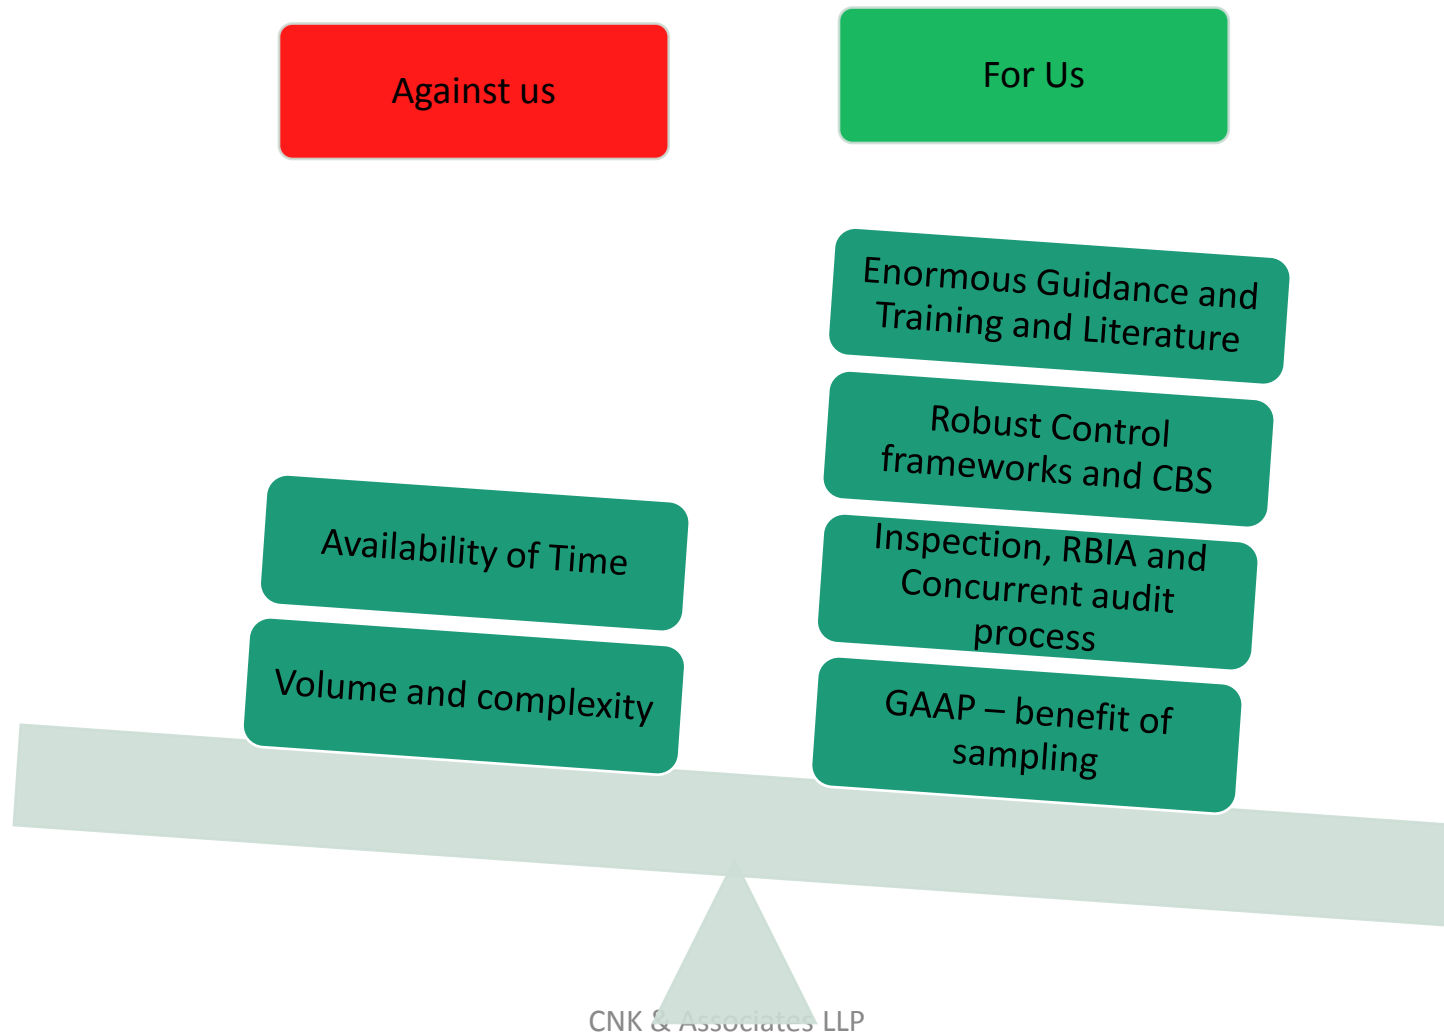 Against us
For Us
Enormous Guidance and
Training and Literature
Robust Control
frameworks and CBS
Inspection, RBIA and
Concurrent audit
process
GAAP – benefit of
sampling
Availability of Time
Volume and complexity
CNK & Associates LLP